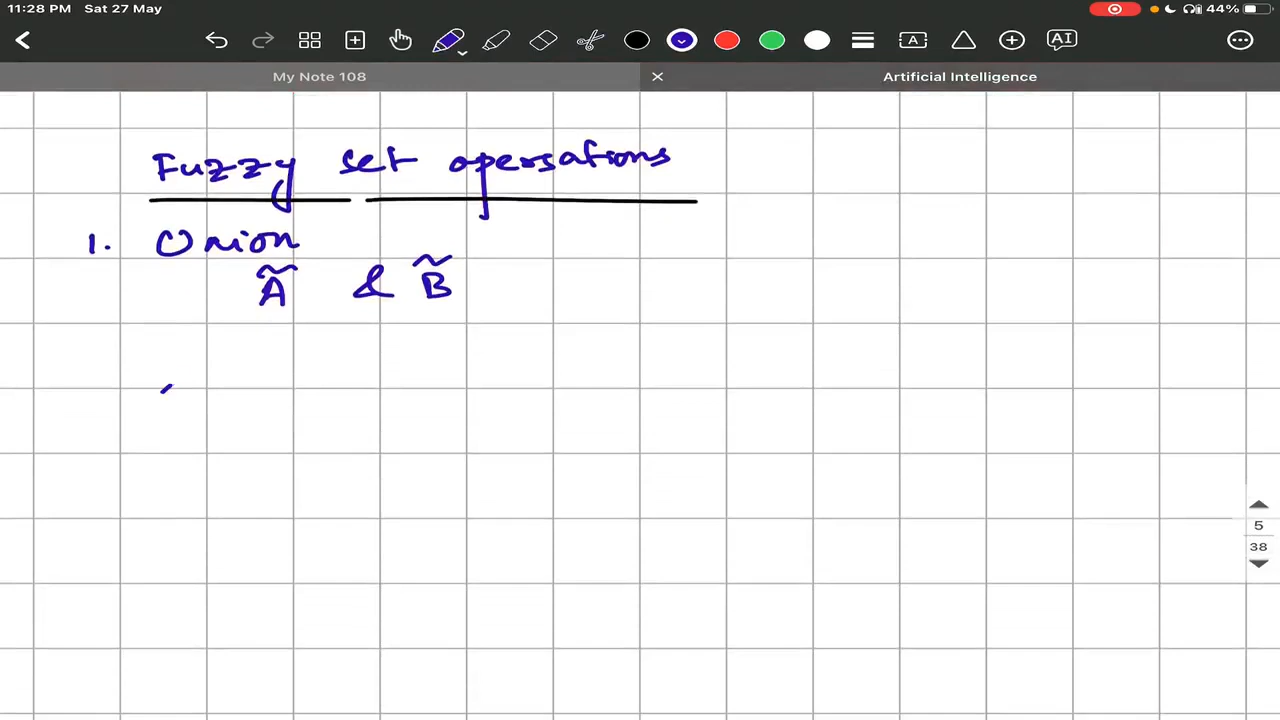 11:28 PM Sat 27 May 44%
A AI
My Note 108 Artificial Intelligence
Fuzzy set operations
1. Union
Ã & B̃
5
38